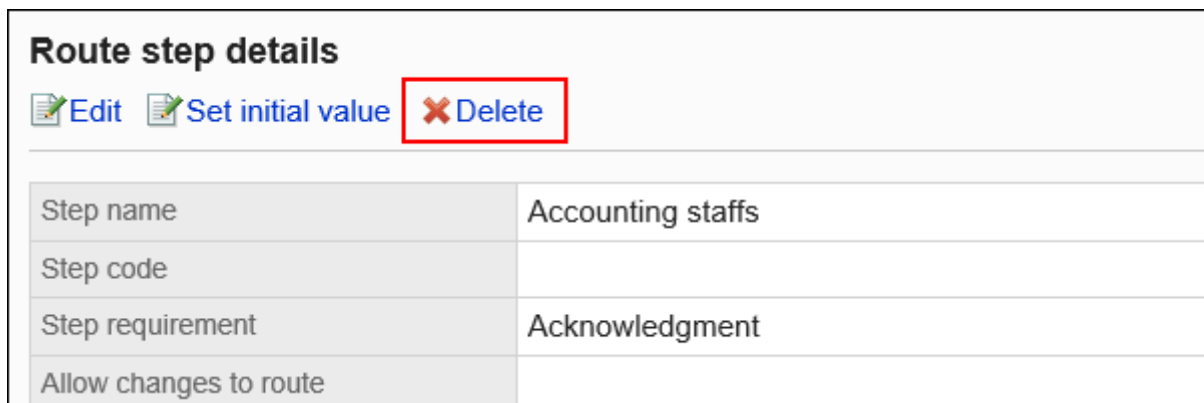 Route step details
Edit Set initial value Delete
Step name Accounting staffs
Step code
Step requirement Acknowledgment
Allow changes to route